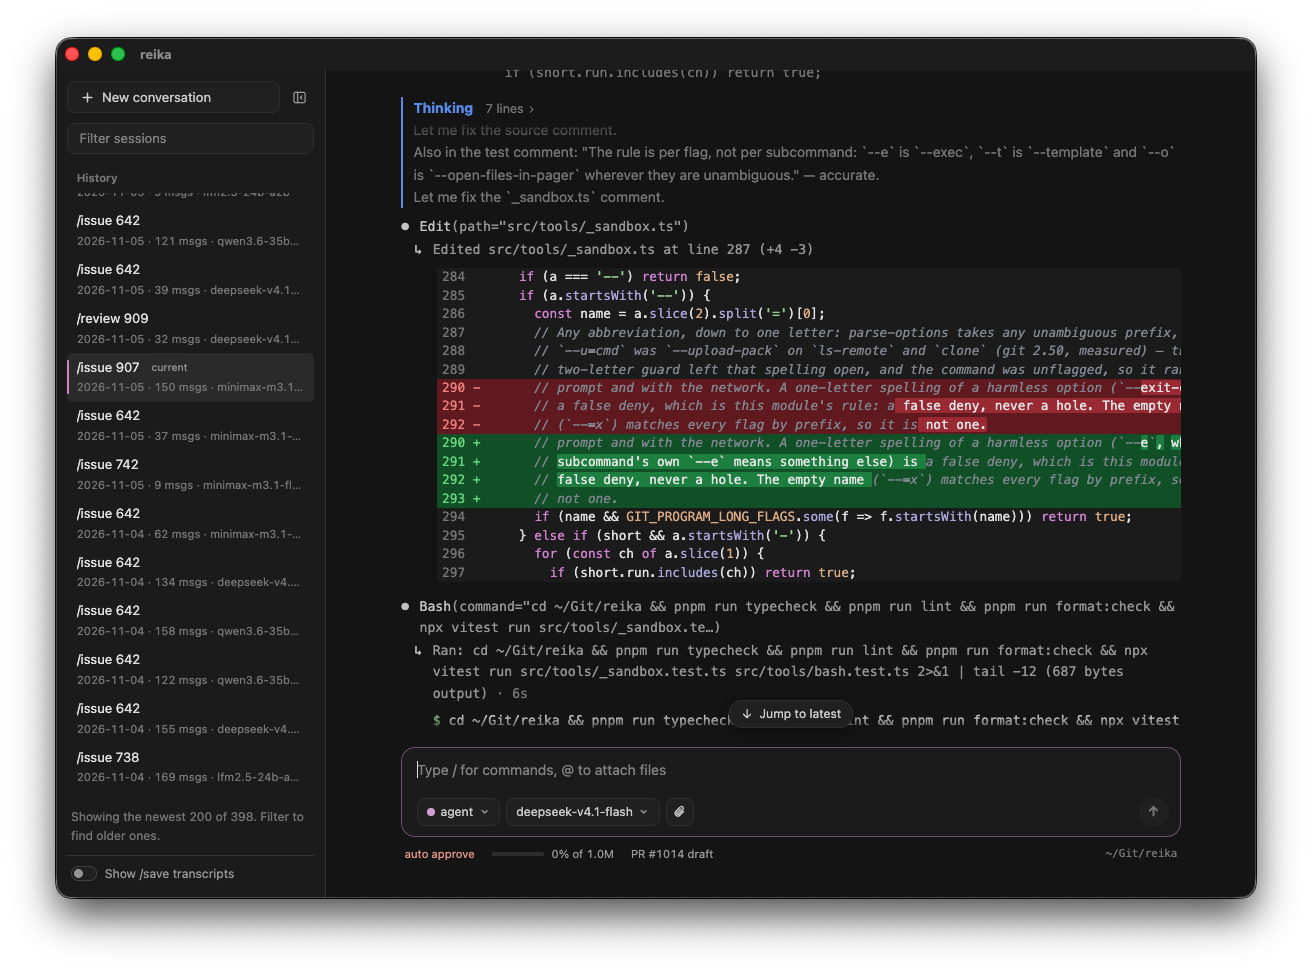 reika
New conversation
Filter sessions
History
/issue 642
2026-11-05 · 121 msgs · qwen3.6-35b...
/issue 642
2026-11-05 · 39 msgs · deepseek-v4.1...
/review 909
2026-11-05 · 32 msgs · deepseek-v4.1...
/issue 907 current
2026-11-05 · 150 msgs · minimax-m3.1...
/issue 642
2026-11-05 · 37 msgs · minimax-m3.1-...
/issue 742
2026-11-05 · 9 msgs · minimax-m3.1-fl...
/issue 642
2026-11-04 · 62 msgs · minimax-m3.1-...
/issue 642
2026-11-04 · 134 msgs · deepseek-v4....
/issue 642
2026-11-04 · 158 msgs · qwen3.6-35b...
/issue 642
2026-11-04 · 122 msgs · qwen3.6-35b...
/issue 642
2026-11-04 · 155 msgs · deepseek-v4....
/issue 738
2026-11-04 · 169 msgs · lfm2.5-24b-a...
Showing the newest 200 of 398. Filter to
find older ones.
Show /save transcripts
if (short.run.includes(ch)) return true;
Thinking 7 lines ›
Let me fix the source comment.
Also in the test comment: "The rule is per flag, not per subcommand: `--e` is `--exec`, `--t` is `--template` and `--o`
is `--open-files-in-pager` wherever they are unambiguous." — accurate.
Let me fix the `_sandbox.ts` comment.
● Edit(path="src/tools/_sandbox.ts")
↳ Edited src/tools/_sandbox.ts at line 287 (+4 -3)
284 if (a === '--') return false;
285 if (a.startsWith('--')) {
286 const name = a.slice(2).split('=')[0];
287 // Any abbreviation, down to one letter: parse-options takes any unambiguous prefix,
288 // `--u=cmd` was `--upload-pack` on `ls-remote` and `clone` (git 2.50, measured) —
289 // two-letter guard left that spelling open, and the command was unflagged, so it
290 - // prompt and with the network. A one-letter spelling of a harmless option (`--exit-
291 - // a false deny, which is this module's rule: a false deny, never a hole. The empty
292 - // (`--=x`) matches every flag by prefix, so it is not one.
290 + // prompt and with the network. A one-letter spelling of a harmless option (`--e`,
291 + // subcommand's own `--e` means something else) is a false deny, which is this
292 + // false deny, never a hole. The empty name (`--=x`) matches every flag by prefix,
293 + // not one.
294 if (name && GIT_PROGRAM_LONG_FLAGS.some(f => f.startsWith(name))) return true;
295 } else if (short && a.startsWith('-')) {
296 for (const ch of a.slice(1)) {
297 if (short.run.includes(ch)) return true;
● Bash(command="cd ~/Git/reika && pnpm run typecheck && pnpm run lint && pnpm run format:check &&
npx vitest run src/tools/_sandbox.te…)
↳ Ran: cd ~/Git/reika && pnpm run typecheck && pnpm run lint && pnpm run format:check && npx
vitest run src/tools/_sandbox.test.ts src/tools/bash.test.ts 2>&1 | tail -12 (687 bytes
output) · 6s
$ cd ~/Git/reika && pnpm run && pnpm run format:check && npx vitest
Jump to latest
Type / for commands, @ to attach files
agent
deepseek-v4.1-flash
auto approve
0% of 1.0M
PR #1014 draft
~/Git/reika